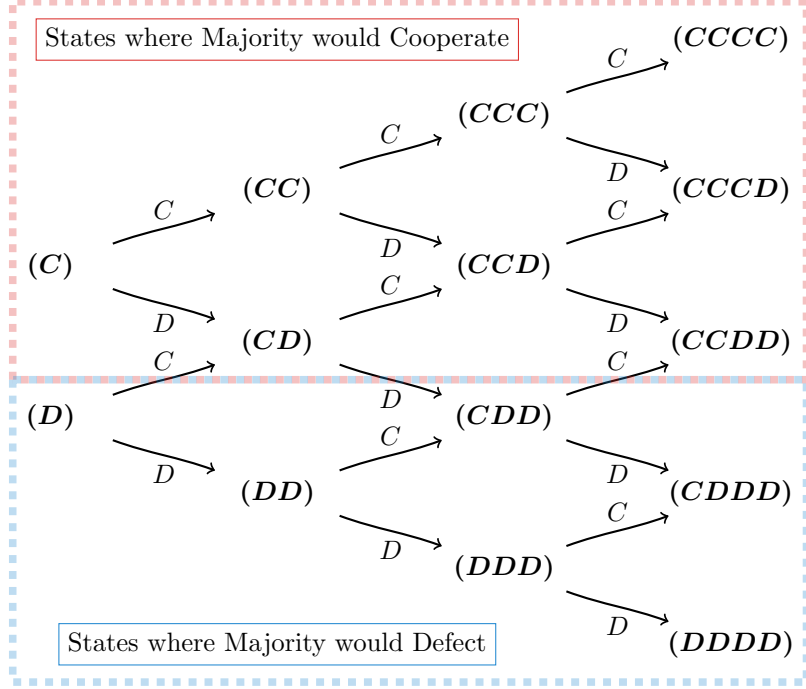 States where Majority would Cooperate
(CCCC)
C
(CCC)
C
D
(CC)
(CCCD)
C
D
C
(C)
(CCD)
D
C
D
(CD)
(CCDD)
C
D
C
(D)
(CDD)
D
C
D
(DD)
(CDDD)
D
C
(DDD)
D
States where Majority would Defect
(DDDD)